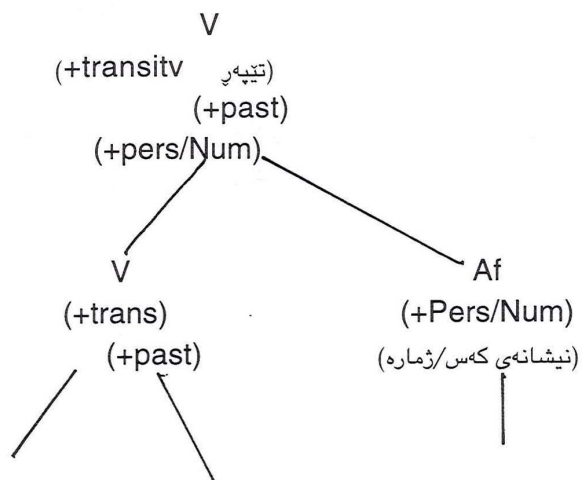 V
(+transitv تێپەڕ)
(+past)
(+pers/Num)
V
Af
(+trans)
(+Pers/Num)
(+past)
(نیشانەی کەس/ژمارە)